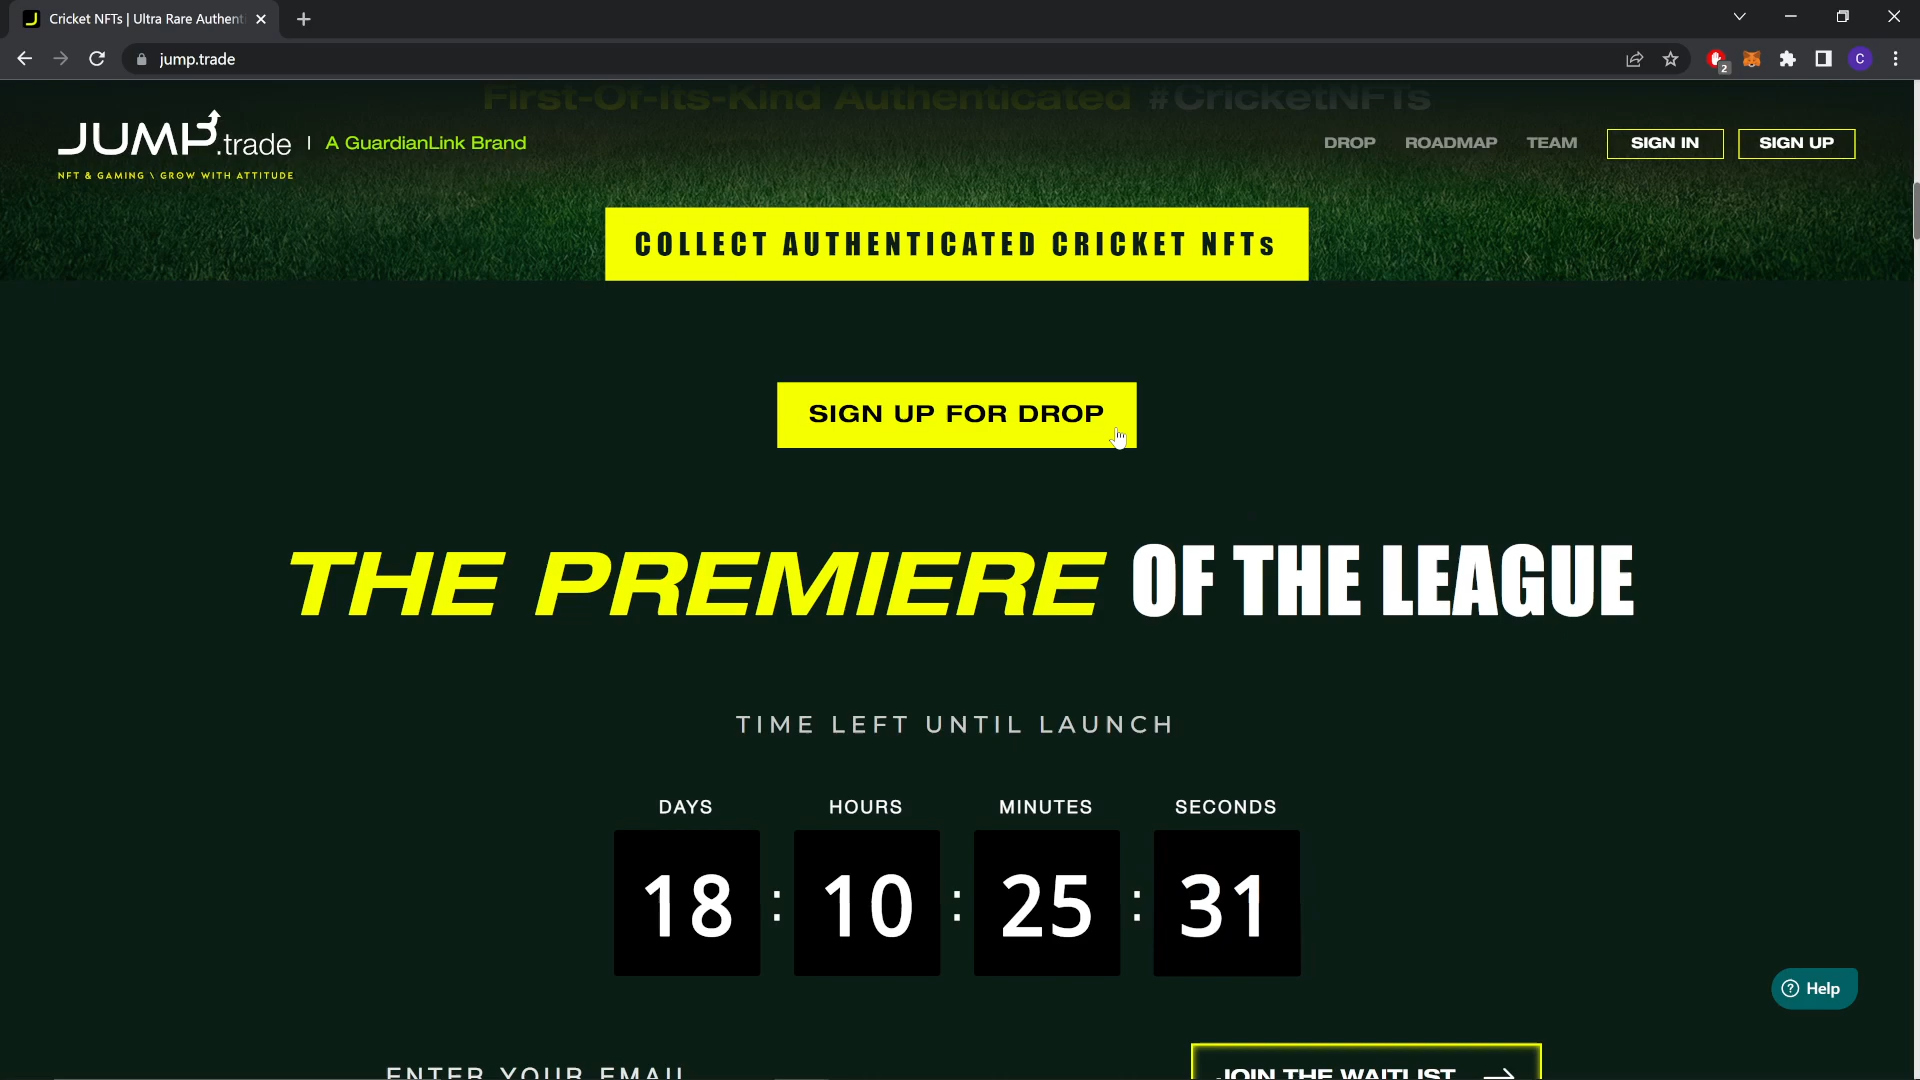 Cricket NFTs | Ultra Rare Authent
jump.trade
2
C
First-Of-Its-Kind Authenticated #CricketNFTs
JUMP.trade | A GuardianLink Brand
NFT & GAMING \ GROW WITH ATTITUDE
DROP ROADMAP TEAM SIGN IN SIGN UP
COLLECT AUTHENTICATED CRICKET NFTs
SIGN UP FOR DROP
THE PREMIERE OF THE LEAGUE
TIME LEFT UNTIL LAUNCH
DAYS HOURS MINUTES SECONDS
18 : 10 : 25 : 31
Help
ENTER YOUR EMAIL
JOIN THE WAITLIST